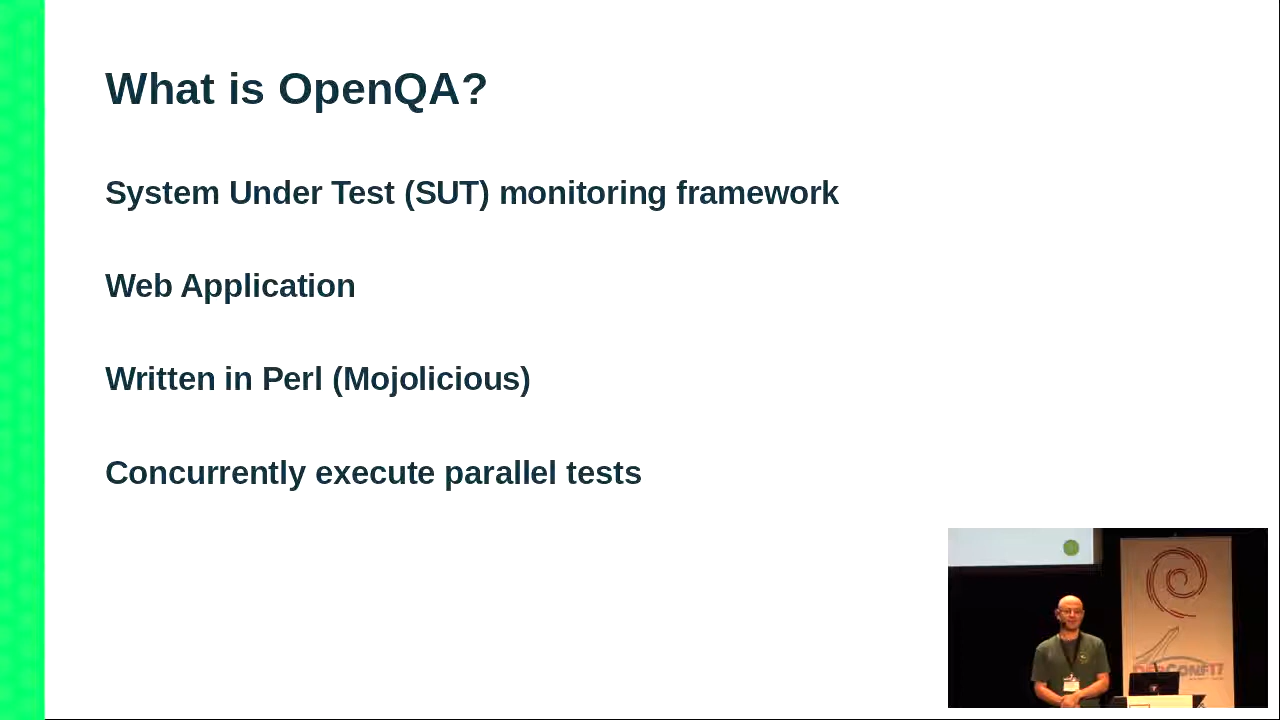 What is OpenQA?
System Under Test (SUT) monitoring framework
Web Application
Written in Perl (Mojolicious)
Concurrently execute parallel tests
DEBCONF17